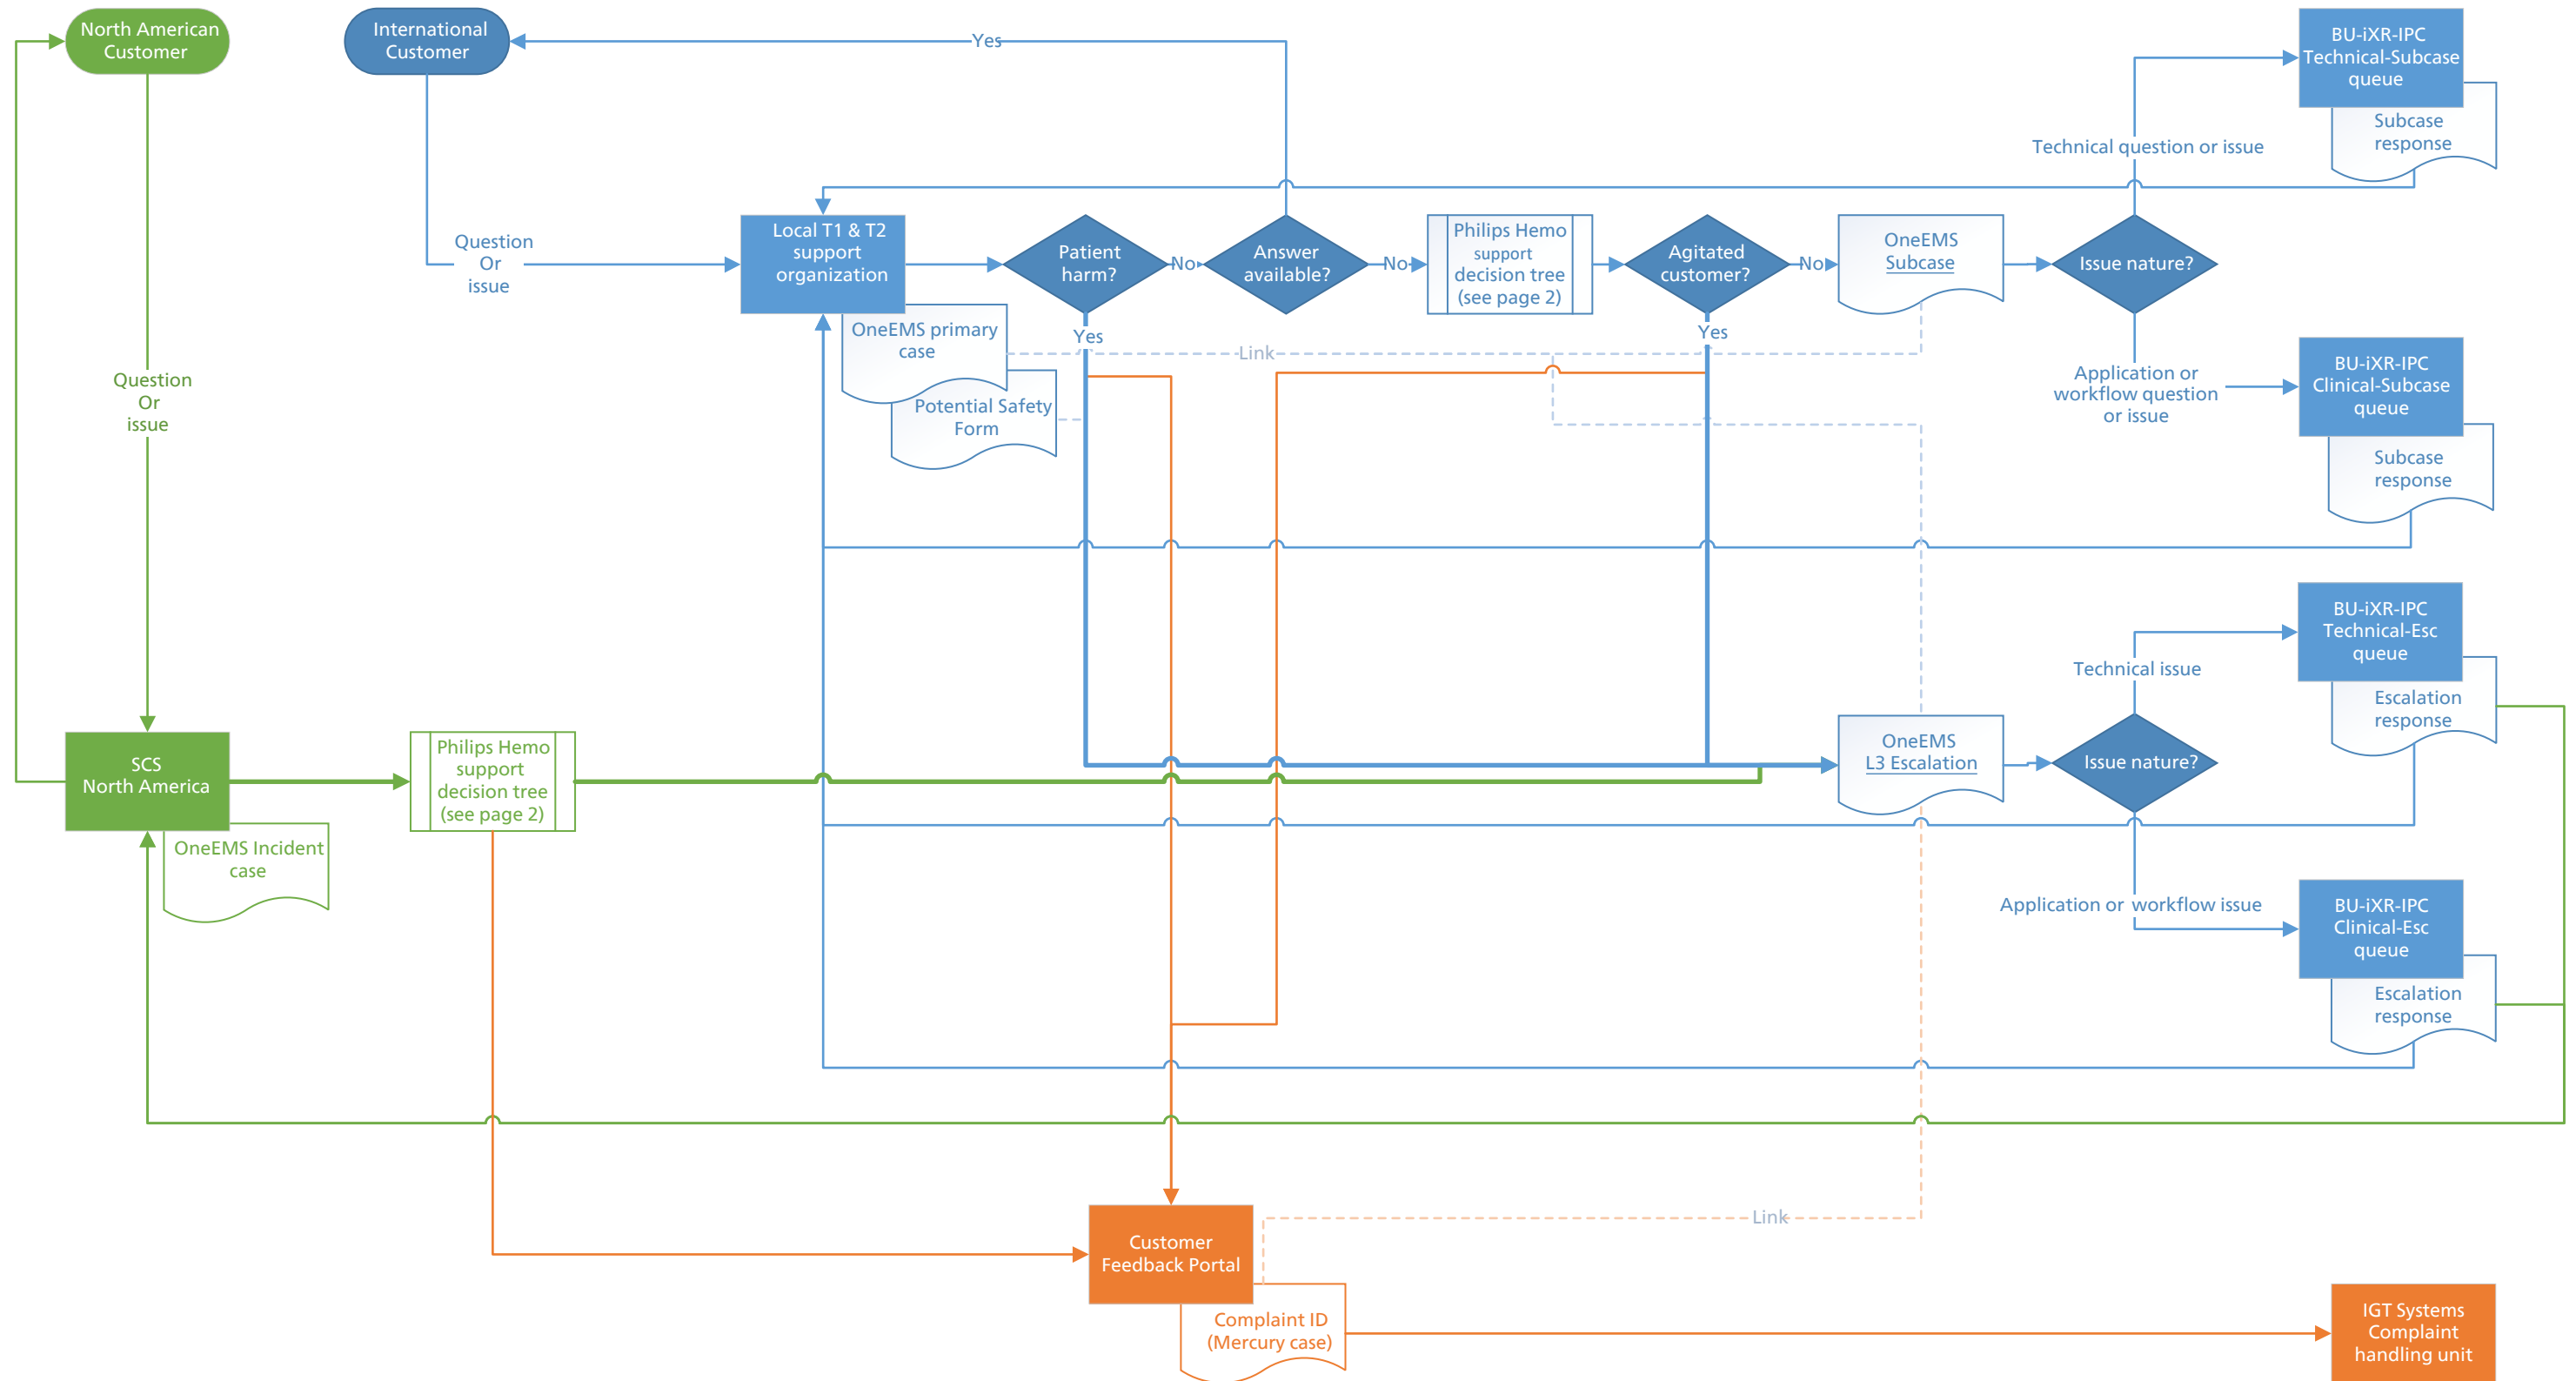 North American
Customer
International
Customer
Yes
BU-iXR-IPC
Technical-Subcase
queue
Subcase
response
Technical question or issue
Question
Or
issue
Local T1 & T2
support
organization
Patient
harm?
No
Answer
available?
No
Philips Hemo
support
decision tree
(see page 2)
Agitated
customer?
No
OneEMS
Subcase
Issue nature?
Yes
Yes
OneEMS primary
case
Link
Potential Safety
Form
Question
Or
issue
Application or
workflow question
or issue
BU-iXR-IPC
Clinical-Subcase
queue
Subcase
response
BU-iXR-IPC
Technical-Esc
queue
Technical issue
Escalation
response
SCS
North America
Philips Hemo
support
decision tree
(see page 2)
OneEMS
L3 Escalation
Issue nature?
OneEMS Incident
case
Application or workflow issue
BU-iXR-IPC
Clinical-Esc
queue
Escalation
response
Link
Customer
Feedback Portal
Complaint ID
(Mercury case)
IGT Systems
Complaint
handling unit